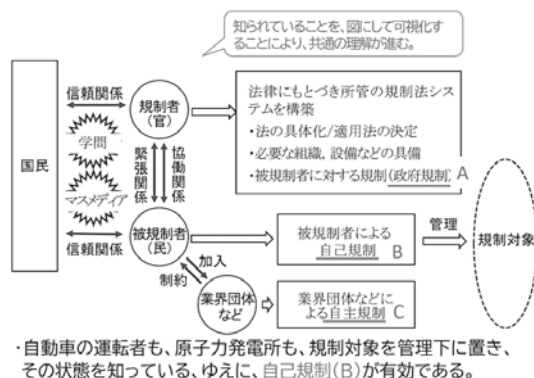 知られていることを、図にして可視化す
ることにより、共通の理解が進む。
国民
信頼関係
学問
マスメディア
信頼関係
規制者
(官)
緊張関係
協働関係
被規制者
(民)
加入
制約
業界団体
など
法律にもとづき所管の規制法シス
テムを構築
・法の具体化/適用法の決定
・必要な組織，設備などの具備
・被規制者に対する規制(政府規制) A
被規制者による
自己規制 B
管理
規制対象
業界団体などに
よる自主規制 C
・自動車の運転者も、原子力発電所も、規制対象を管理下に置き、
その状態を知っている、ゆえに、自己規制(B)が有効である。